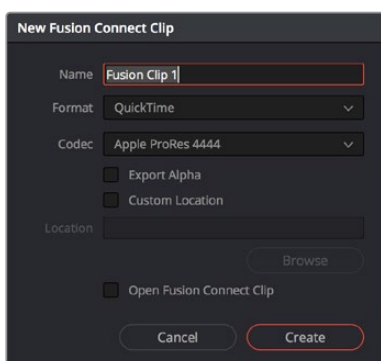 New Fusion Connect Clip
Name Fusion Clip 1
Format QuickTime
Codec Apple ProRes 4444
Export Alpha
Custom Location
Location
Browse
Open Fusion Connect Clip
Cancel Create